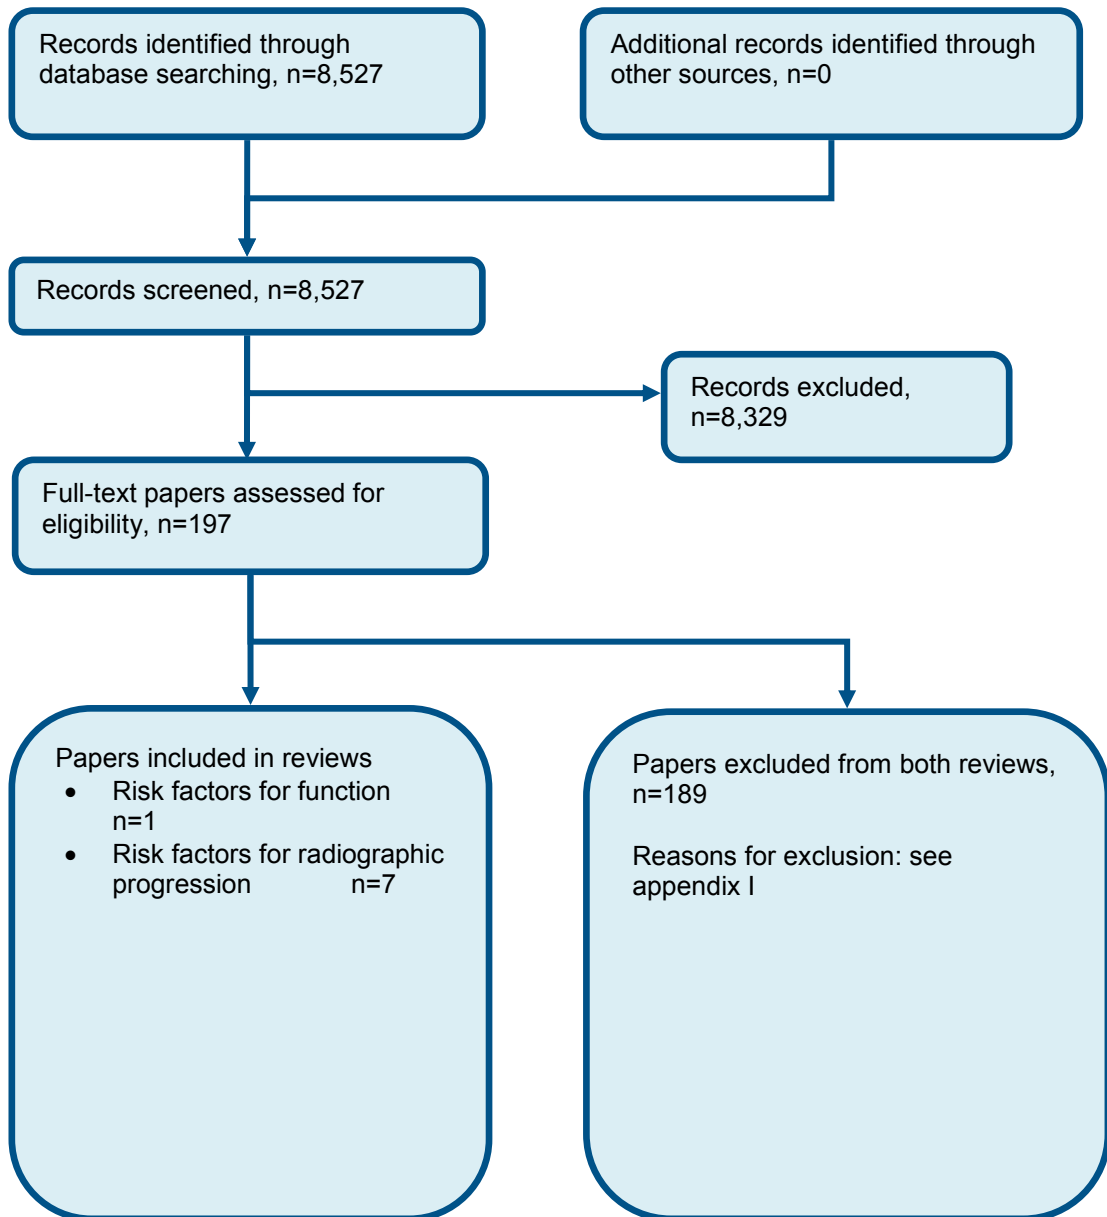 Records identified through
database searching, n=8,527
Additional records identified through
other sources, n=0
Records screened, n=8,527
Records excluded,
n=8,329
Full-text papers assessed for
eligibility, n=197
Papers included in reviews
• Risk factors for function
n=1
• Risk factors for radiographic
progression n=7
Papers excluded from both reviews,
n=189
Reasons for exclusion: see
appendix I